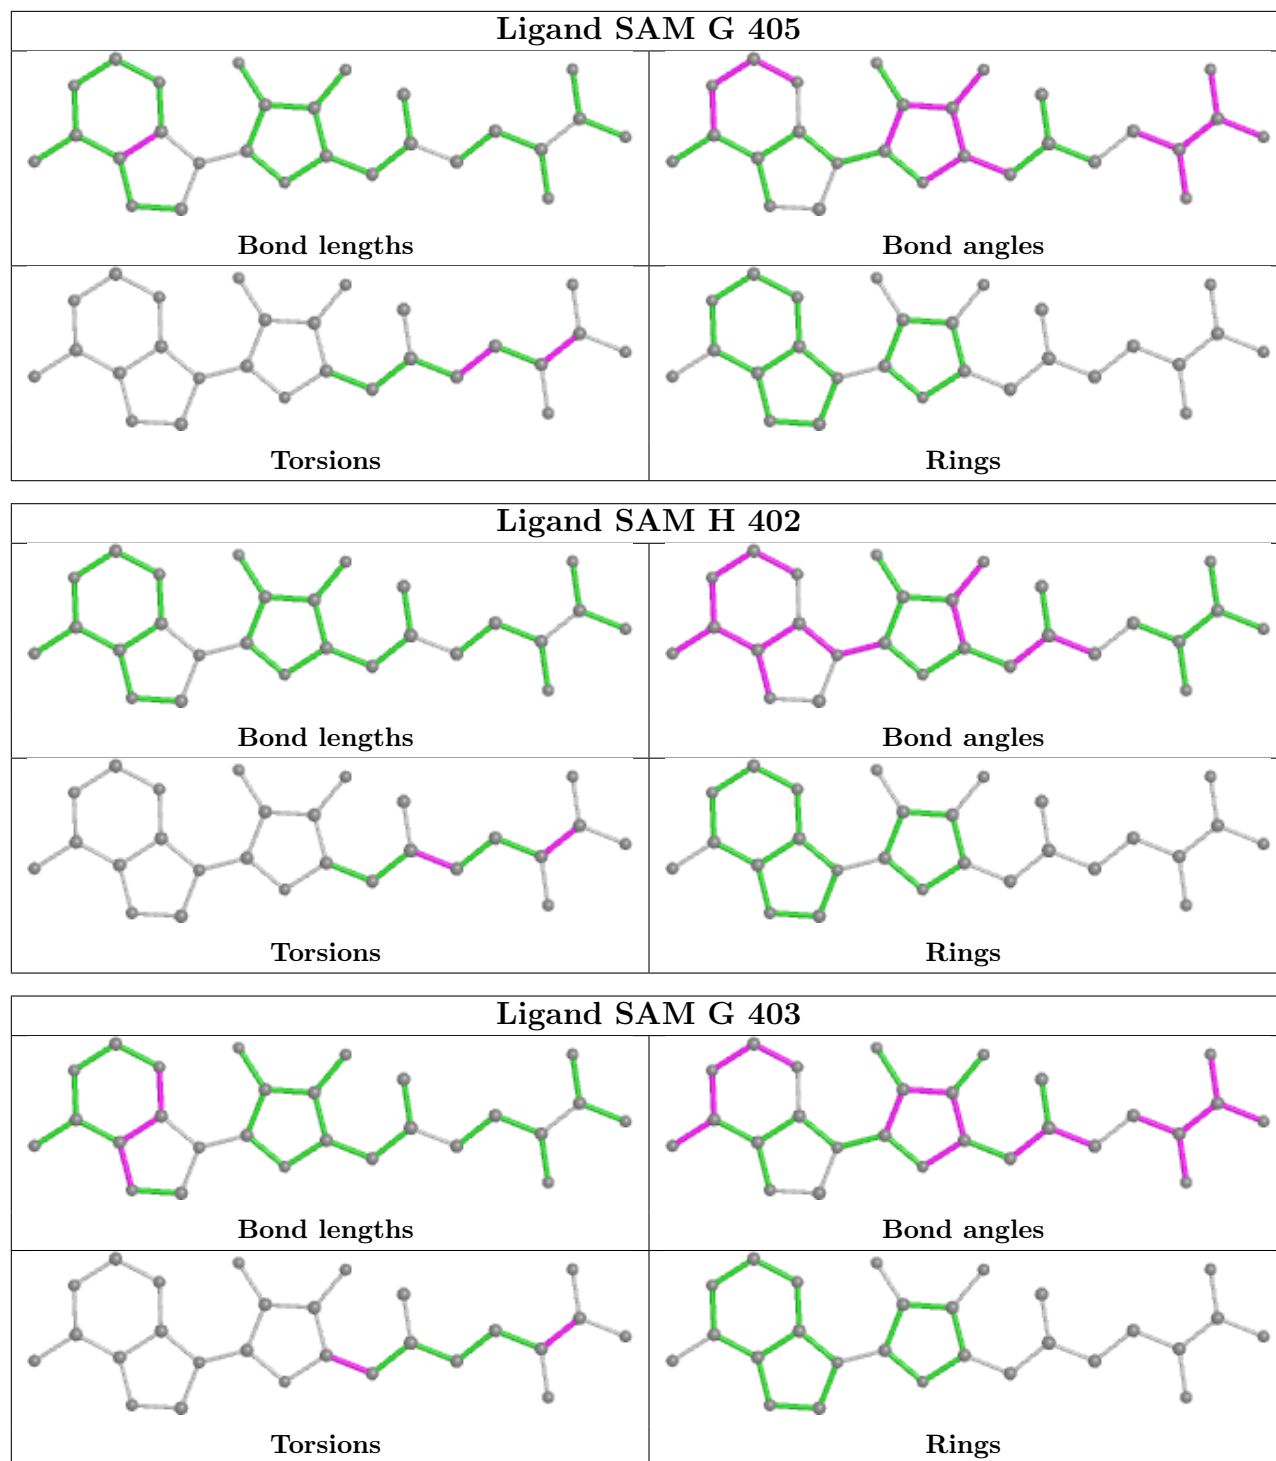 Ligand SAM G 405
Bond lengths
Bond angles
Torsions
Rings
Ligand SAM H 402
Bond lengths
Bond angles
Torsions
Rings
Ligand SAM G 403
Bond lengths
Bond angles
Torsions
Rings